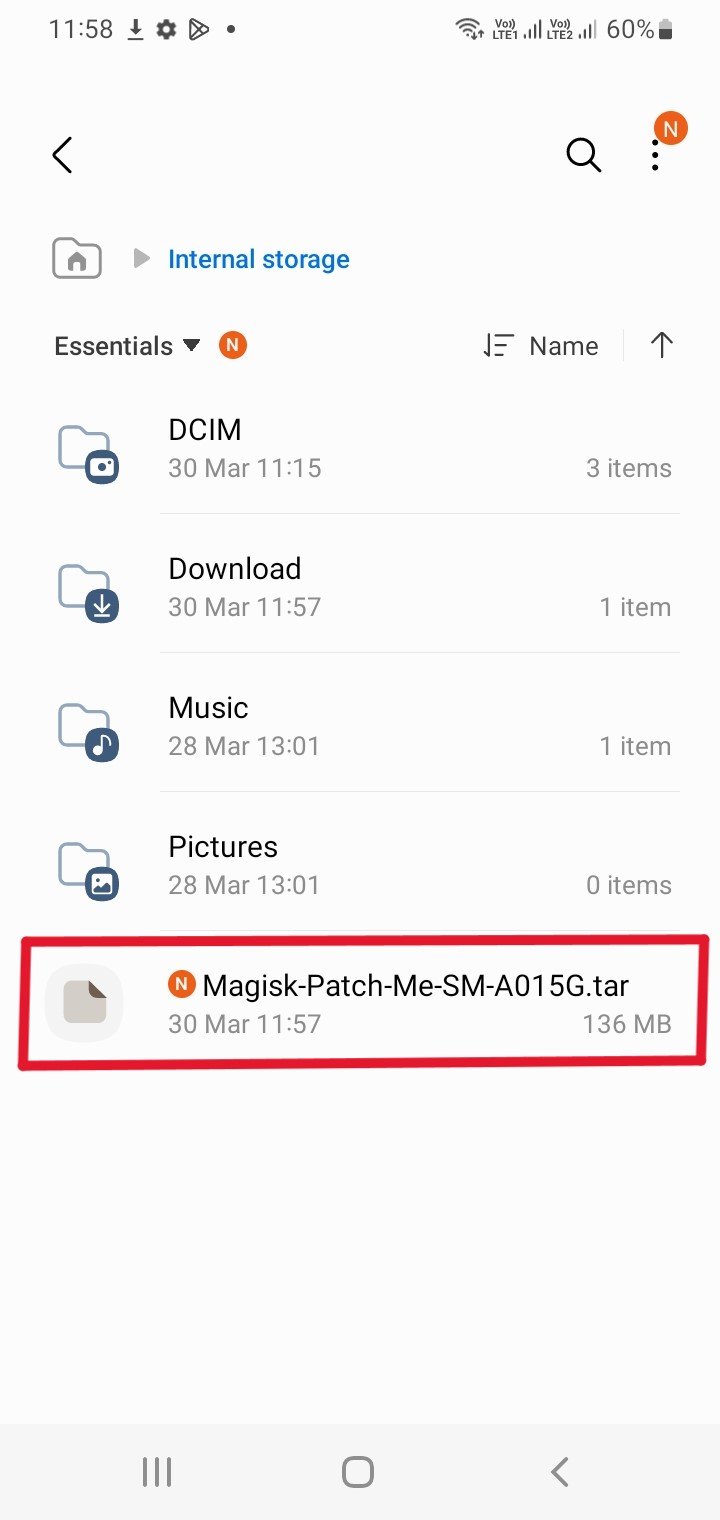 11:58 Vo)) LTE1 Vo)) LTE2 60%
N
Internal storage
Essentials N Name
DCIM
30 Mar 11:15 3 items
Download
30 Mar 11:57 1 item
Music
28 Mar 13:01 1 item
Pictures
28 Mar 13:01 0 items
N Magisk-Patch-Me-SM-A015G.tar
30 Mar 11:57 136 MB